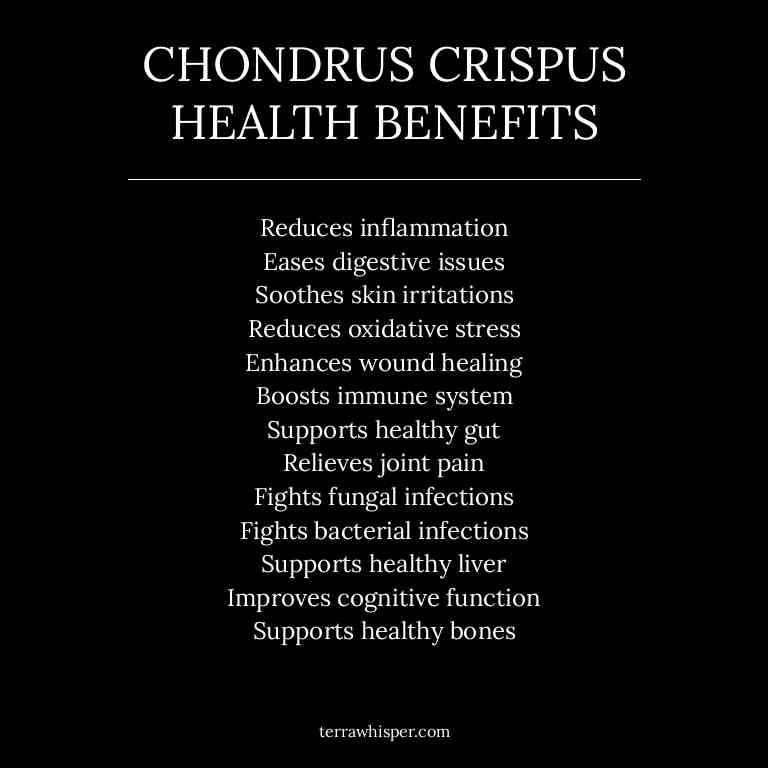 CHONDRUS CRISPUS
HEALTH BENEFITS
Reduces inflammation
Eases digestive issues
Soothes skin irritations
Reduces oxidative stress
Enhances wound healing
Boosts immune system
Supports healthy gut
Relieves joint pain
Fights fungal infections
Fights bacterial infections
Supports healthy liver
Improves cognitive function
Supports healthy bones
terrawhisper.com